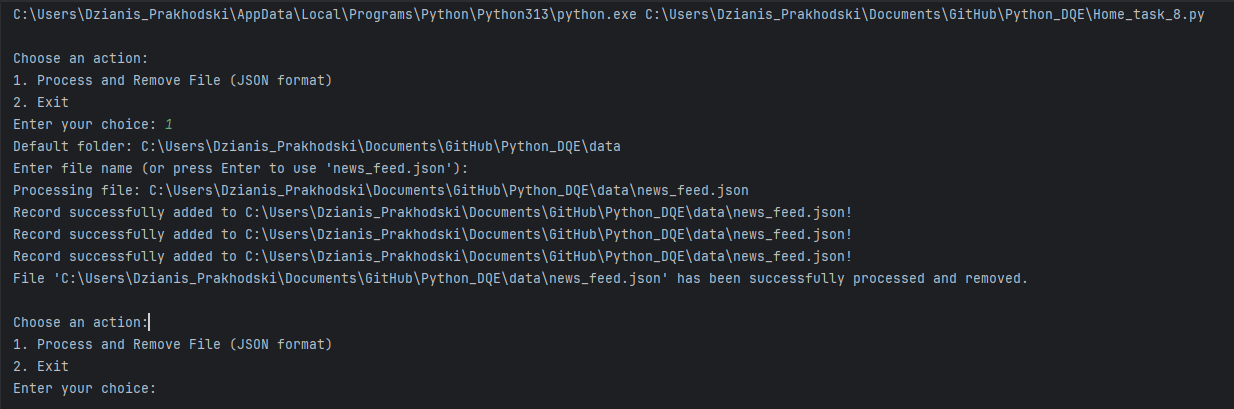 C:\Users\Dzianis_Prakhodski\AppData\Local\Programs\Python\Python313\python.exe C:\Users\Dzianis_Prakhodski\Documents\GitHub\Python_DQE\Home_task_8.py
Choose an action:
1. Process and Remove File (JSON format)
2. Exit
Enter your choice: 1
Default folder: C:\Users\Dzianis_Prakhodski\Documents\GitHub\Python_DQE\data
Enter file name (or press Enter to use 'news_feed.json'):
Processing file: C:\Users\Dzianis_Prakhodski\Documents\GitHub\Python_DQE\data\news_feed.json
Record successfully added to C:\Users\Dzianis_Prakhodski\Documents\GitHub\Python_DQE\data\news_feed.json!
Record successfully added to C:\Users\Dzianis_Prakhodski\Documents\GitHub\Python_DQE\data\news_feed.json!
Record successfully added to C:\Users\Dzianis_Prakhodski\Documents\GitHub\Python_DQE\data\news_feed.json!
File 'C:\Users\Dzianis_Prakhodski\Documents\GitHub\Python_DQE\data\news_feed.json' has been successfully processed and removed.
Choose an action:
1. Process and Remove File (JSON format)
2. Exit
Enter your choice: